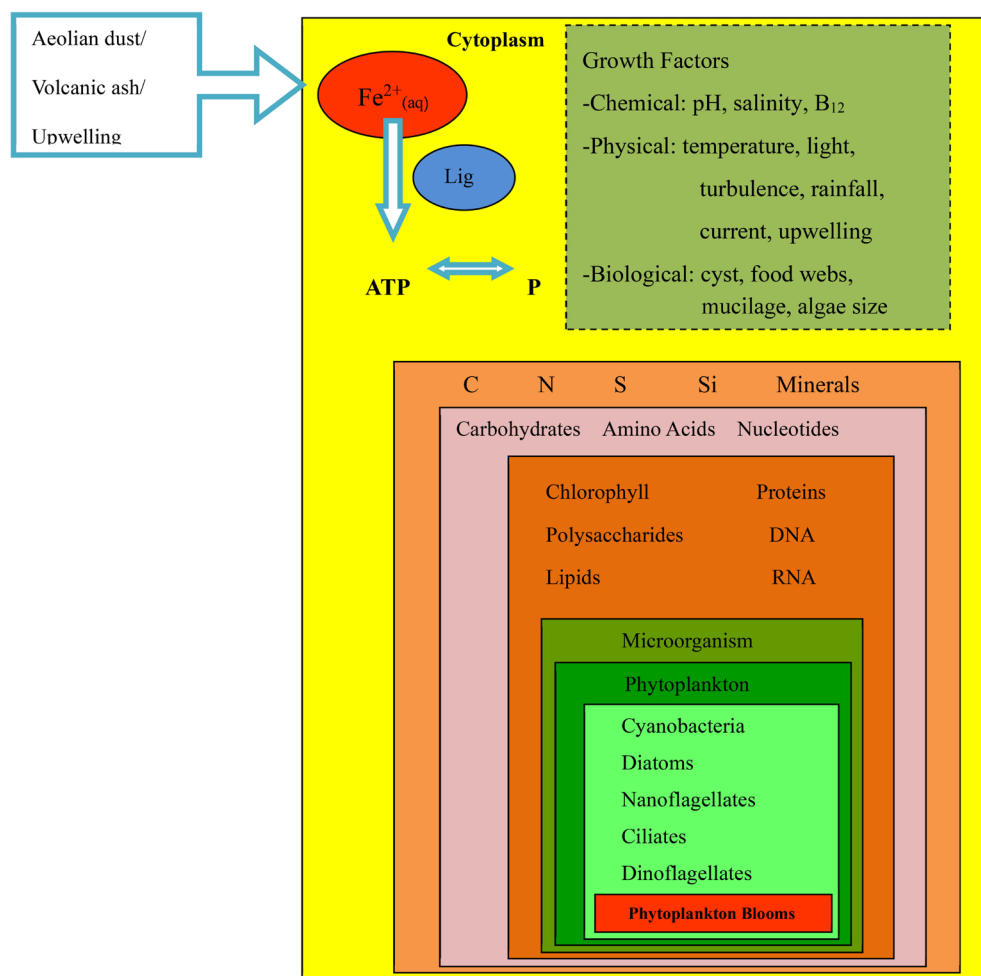 Aeolian dust/
Volcanic ash/
Upwelling
Cytoplasm
Fe²⁺(aq)
Lig
ATP
P
Growth Factors
-Chemical: pH, salinity, B₁₂
-Physical: temperature, light,
turbulence, rainfall,
current, upwelling
-Biological: cyst, food webs,
mucilage, algae size
C N S Si Minerals
Carbohydrates Amino Acids Nucleotides
Chlorophyll Proteins
Polysaccharides DNA
Lipids RNA
Microorganism
Phytoplankton
Cyanobacteria
Diatoms
Nanoflagellates
Ciliates
Dinoflagellates
Phytoplankton Blooms